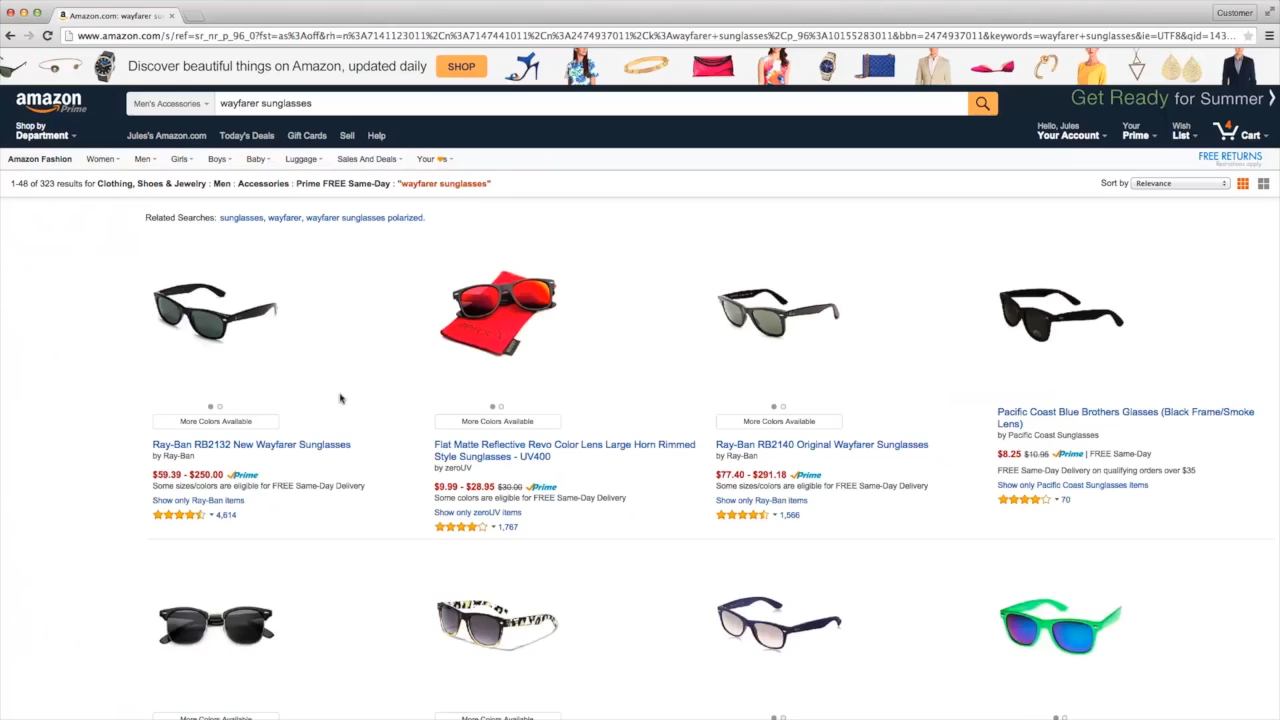 Amazon.com: wayfarer su
Customer
www.amazon.com/s/ref=sr_nr_p_96_0?fst=as%3Aoff&rh=n%3A7141123011%2Cn%3A7147441011%2Cn%3A2474937011%2Ck%3Awayfarer+sunglasses%2Cp_96%3A10155283011&bbn=2474937011&keywords=wayfarer+sunglasses&ie=UTF8&qid=143...
Discover beautiful things on Amazon, updated daily
SHOP
amazon
Prime
Men's Accessories
wayfarer sunglasses
Get Ready for Summer
Shop by
Department
Jules's Amazon.com
Today's Deals
Gift Cards
Sell
Help
Hello, Jules
Your Account
Your
Prime
Wish
List
4
Cart
Amazon Fashion
Women
Men
Girls
Boys
Baby
Luggage
Sales And Deals
Your
FREE RETURNS
Restrictions apply
1-48 of 323 results for Clothing, Shoes & Jewelry : Men : Accessories : Prime FREE Same-Day : "wayfarer sunglasses"
Sort by
Relevance
Related Searches: sunglasses, wayfarer, wayfarer sunglasses polarized.
More Colors Available
More Colors Available
More Colors Available
Ray-Ban RB2132 New Wayfarer Sunglasses
by Ray-Ban
$59.39 - $250.00 Prime
Some sizes/colors are eligible for FREE Same-Day Delivery
Show only Ray-Ban items
4,614
Flat Matte Reflective Revo Color Lens Large Horn Rimmed
Style Sunglasses - UV400
by zeroUV
$9.99 - $28.95 $30.00 Prime
Some colors are eligible for FREE Same-Day Delivery
Show only zeroUV items
1,767
Ray-Ban RB2140 Original Wayfarer Sunglasses
by Ray-Ban
$77.40 - $291.18 Prime
Some sizes/colors are eligible for FREE Same-Day Delivery
Show only Ray-Ban items
1,566
Pacific Coast Blue Brothers Glasses (Black Frame/Smoke
Lens)
by Pacific Coast Sunglasses
$8.25 $10.95 Prime | FREE Same-Day
FREE Same-Day Delivery on qualifying orders over $35
Show only Pacific Coast Sunglasses items
70
More Colors Available
More Colors Available